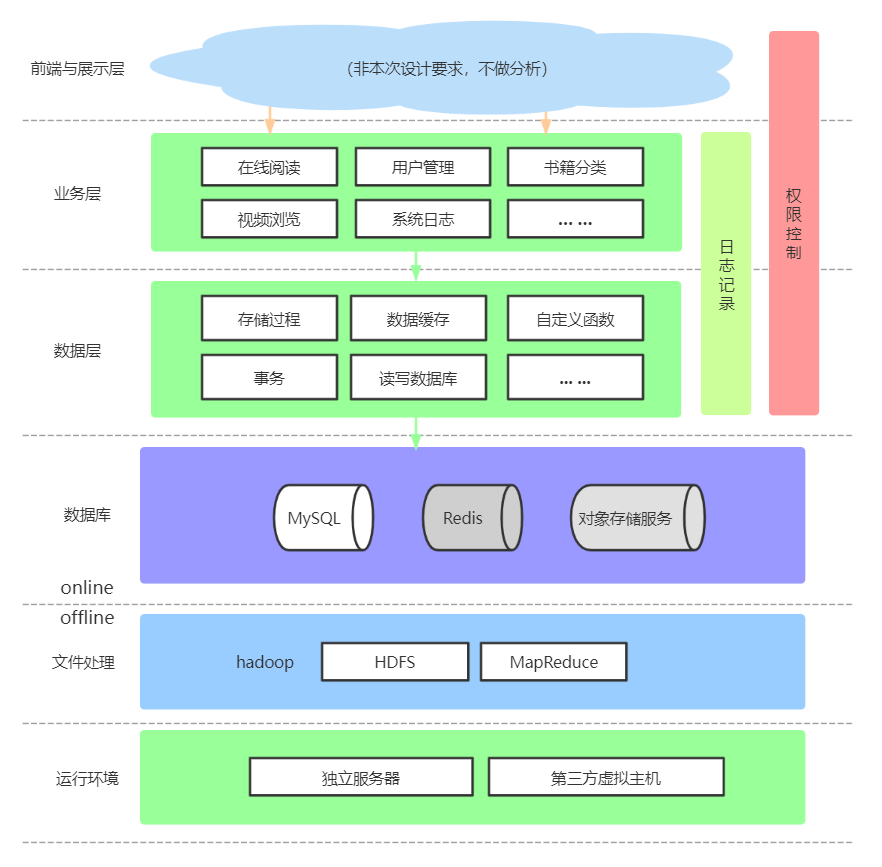 前端与展示层
（非本次设计要求，不做分析）
业务层
在线阅读
用户管理
书籍分类
视频浏览
系统日志
... ...
日志记录
权限控制
数据层
存储过程
数据缓存
自定义函数
事务
读写数据库
... ...
数据库
MySQL
Redis
对象存储服务
online
offline
文件处理
hadoop
HDFS
MapReduce
运行环境
独立服务器
第三方虚拟主机